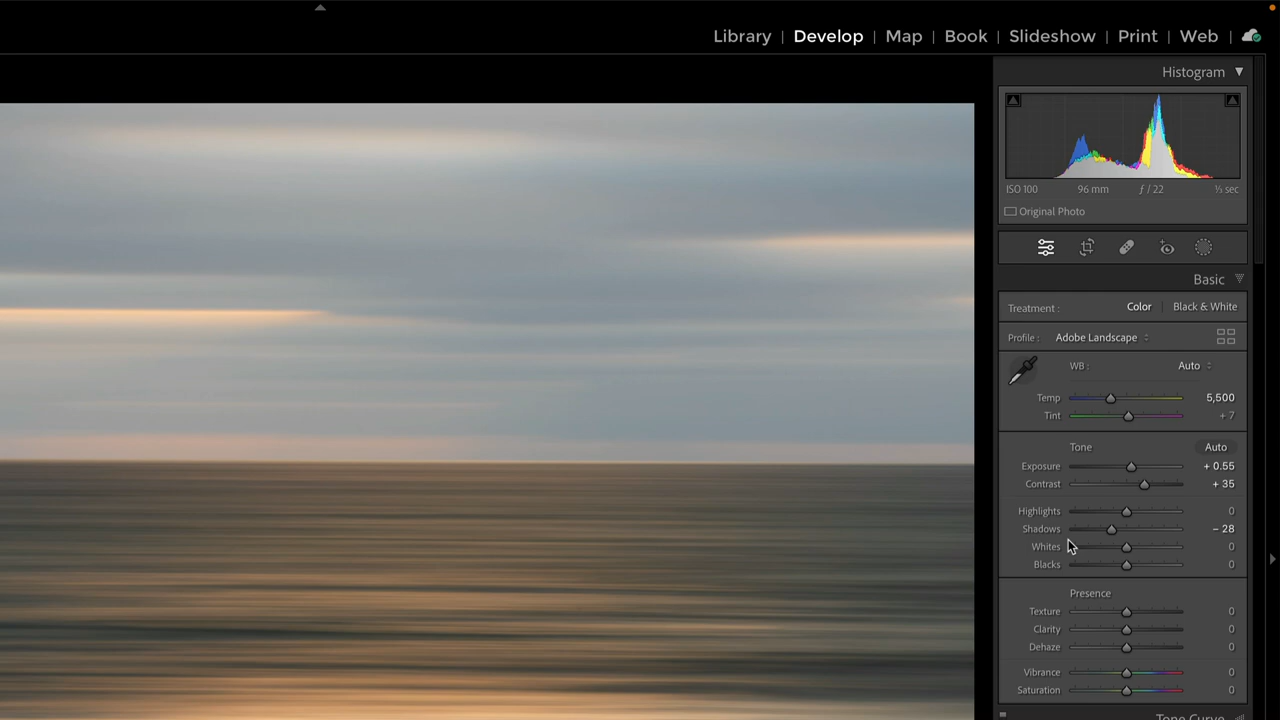 Library | Develop | Map | Book | Slideshow | Print | Web |
Histogram
ISO 100 96 mm ƒ / 22 ⅓ sec
Original Photo
Basic
Treatment : Color | Black & White
Profile : Adobe Landscape
WB : Auto
Temp 5,500
Tint + 7
Tone Auto
Exposure + 0.55
Contrast + 35
Highlights 0
Shadows − 28
Whites 0
Blacks 0
Presence
Texture 0
Clarity 0
Dehaze 0
Vibrance 0
Saturation 0
Tone Curve